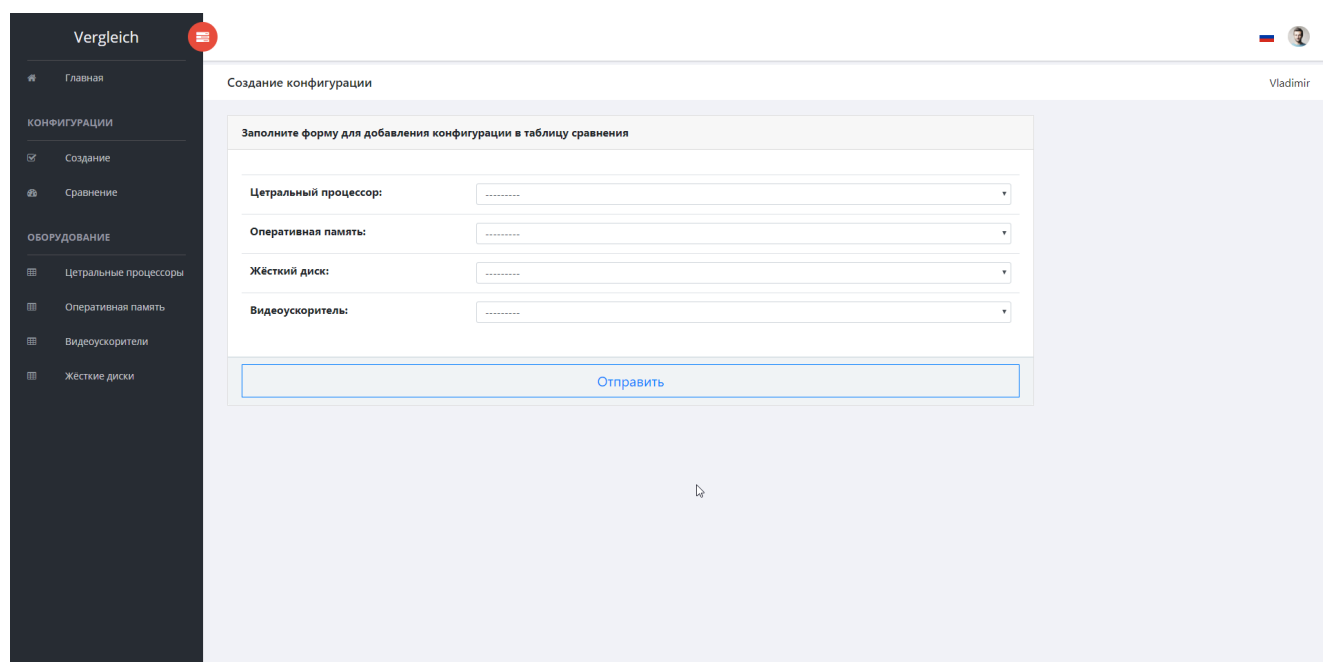 Vergleich
Главная
Создание конфигурации
Vladimir
КОНФИГУРАЦИИ
Создание
Сравнение
ОБОРУДОВАНИЕ
Цетральные процессоры
Оперативная память
Видеоускорители
Жёсткие диски
Заполните форму для добавления конфигурации в таблицу сравнения
Цетральный процессор: ---------
Оперативная память: ---------
Жёсткий диск: ---------
Видеоускоритель: ---------
Отправить